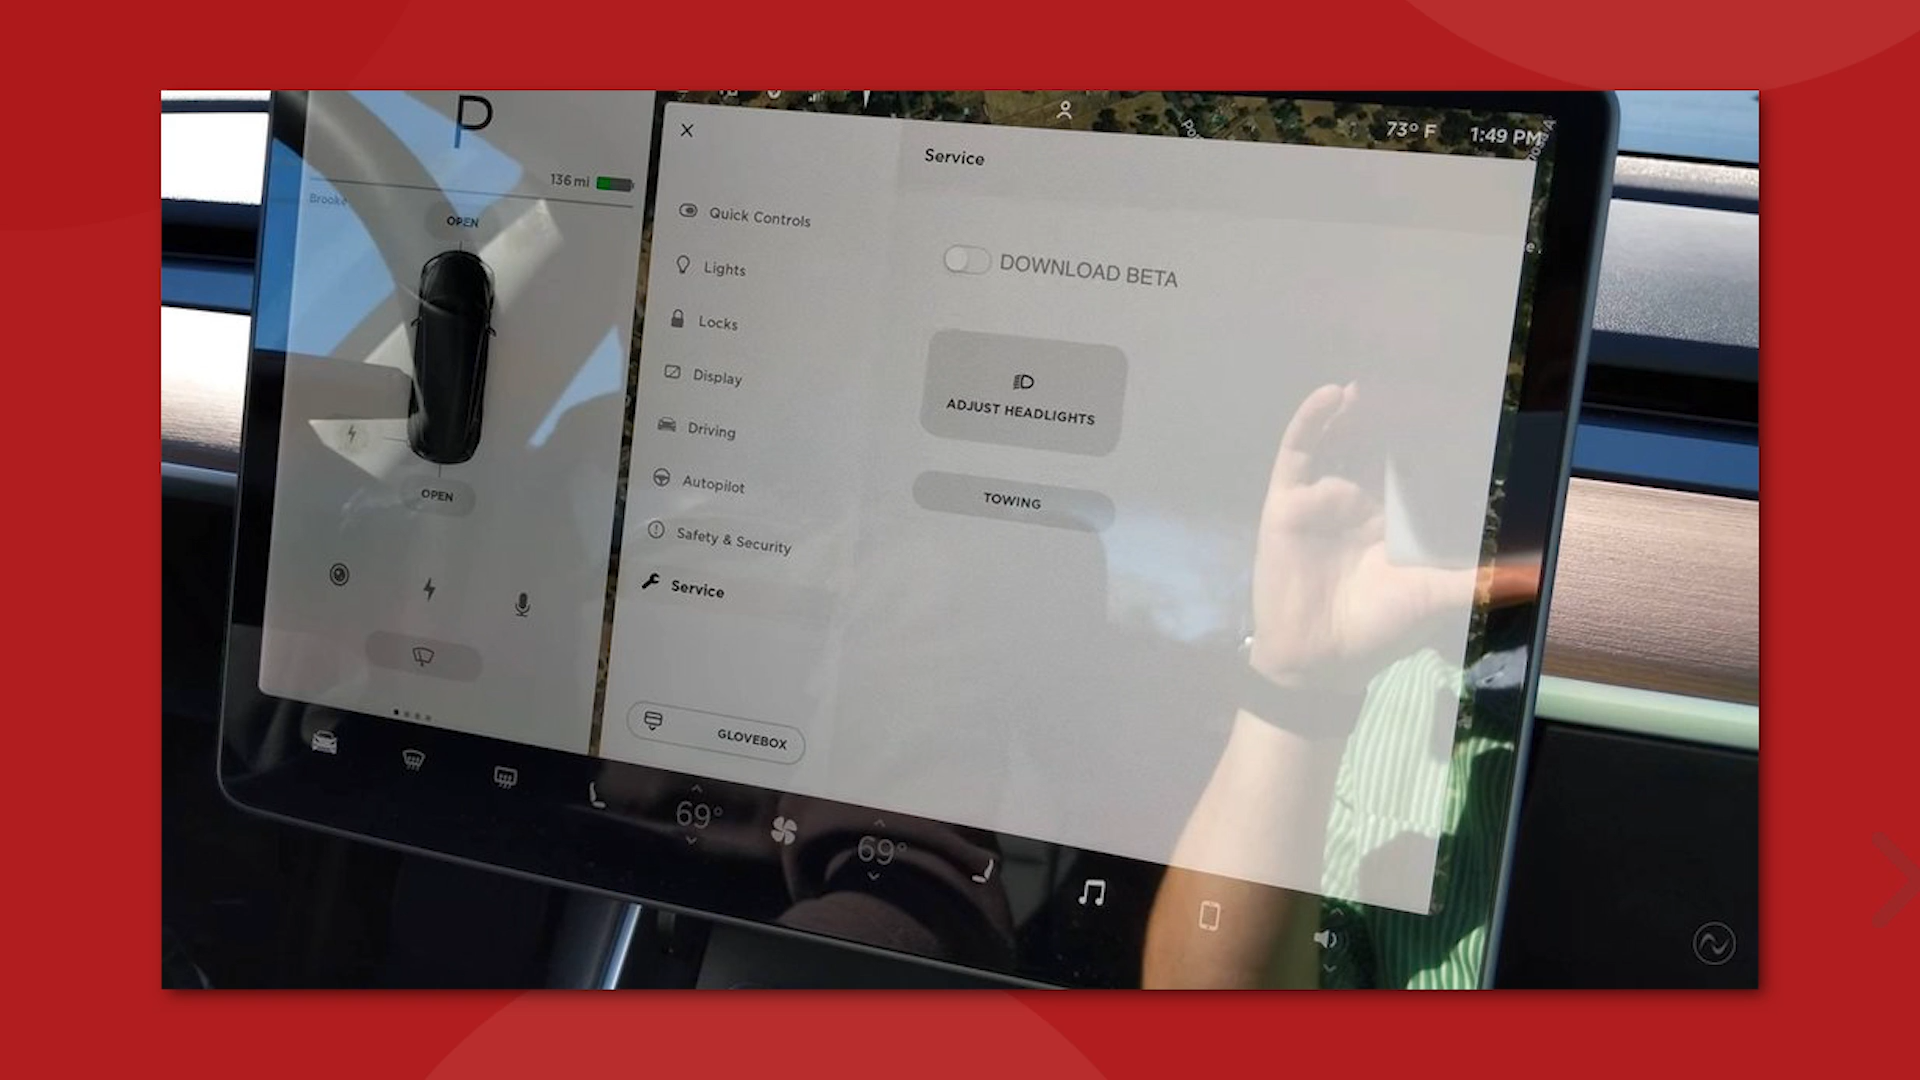 P
136 mi
Brooke
OPEN
OPEN
73° F
1:49 PM
Service
Quick Controls
Lights
Locks
Display
Driving
Autopilot
Safety & Security
Service
GLOVEBOX
DOWNLOAD BETA
ADJUST HEADLIGHTS
TOWING
69°
69°